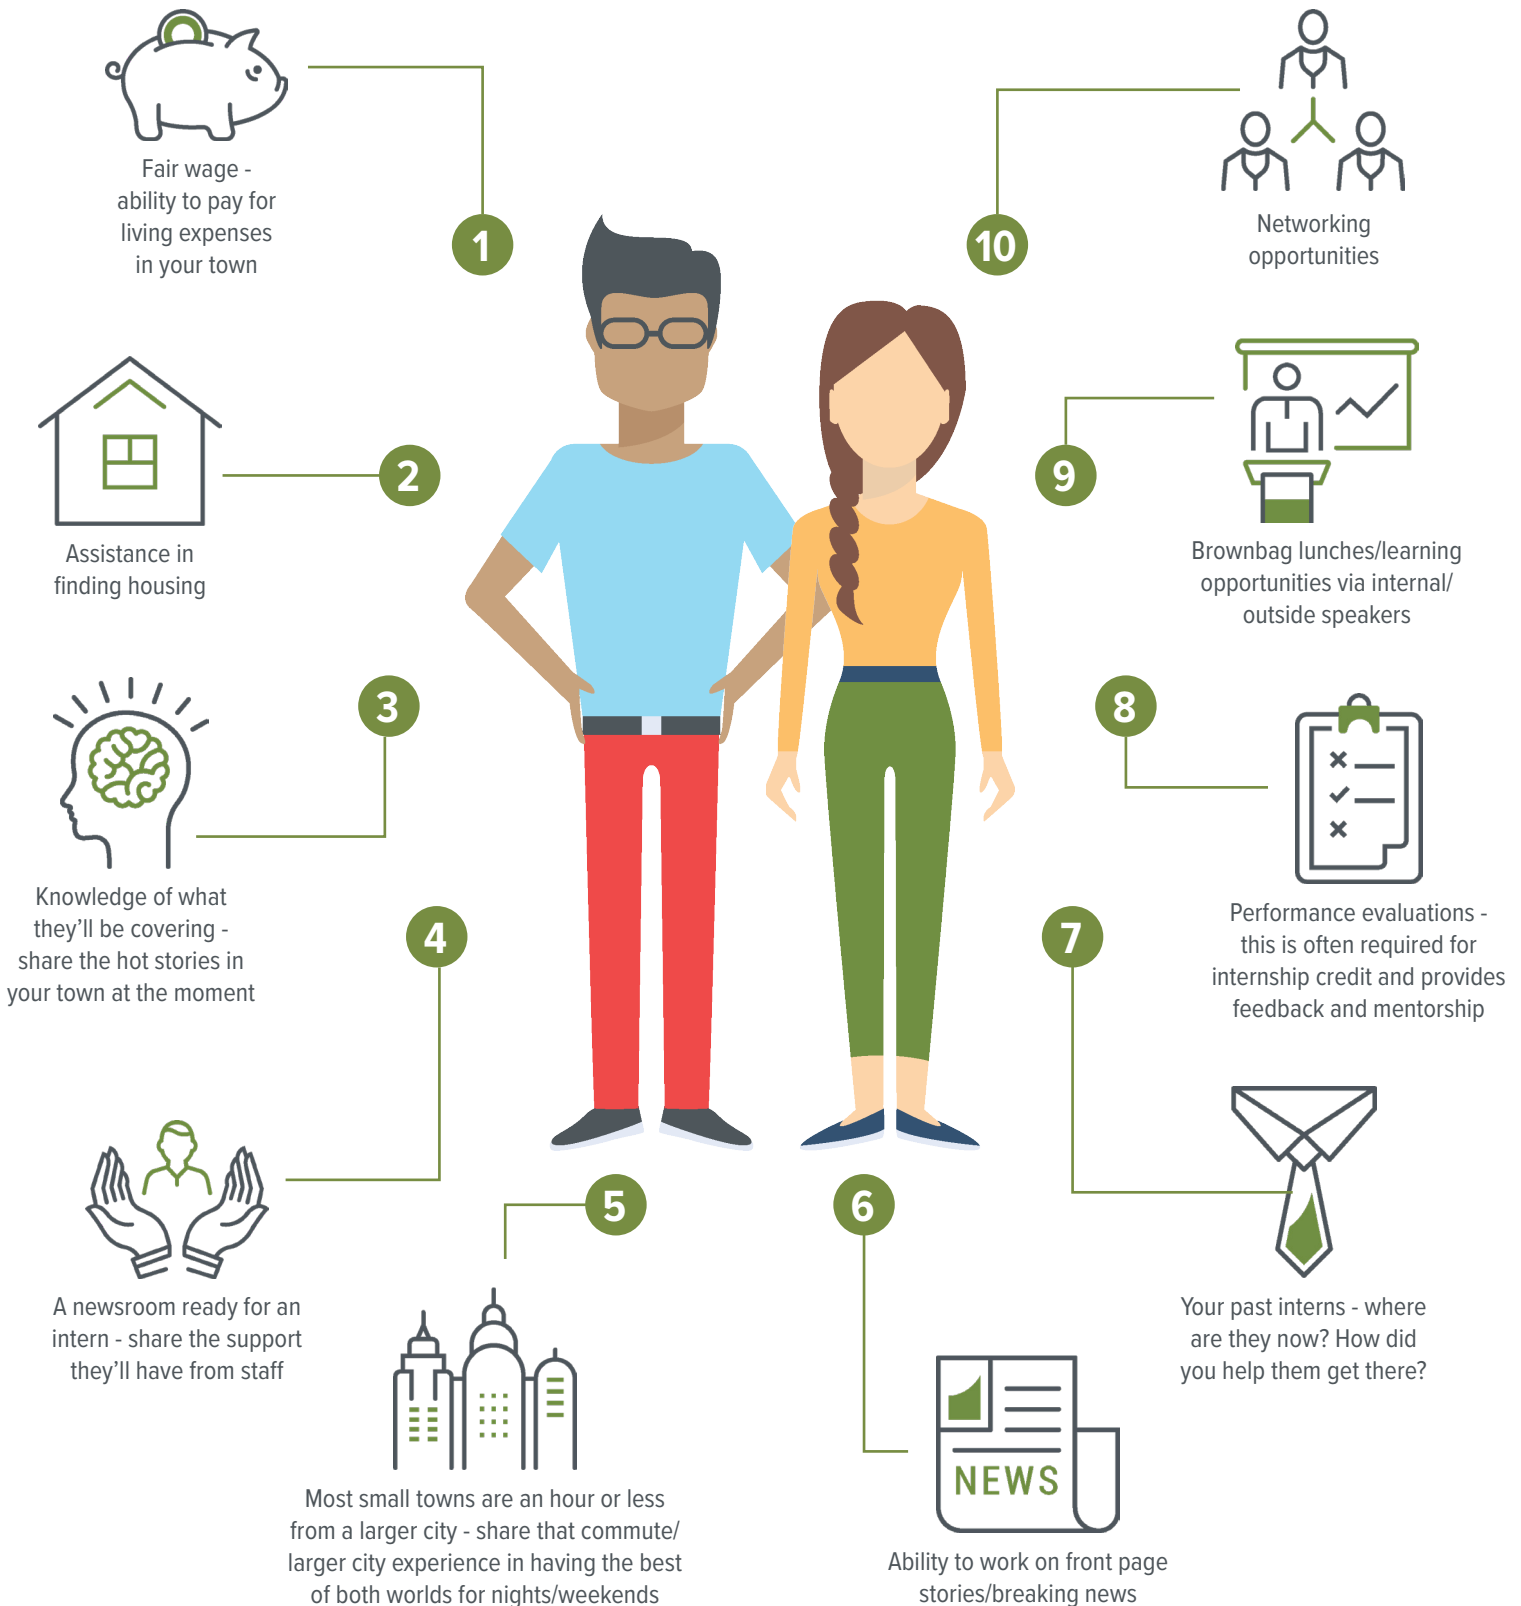 1
Fair wage -
ability to pay for
living expenses
in your town
2
Assistance in
finding housing
3
Knowledge of what
they’ll be covering -
share the hot stories in
your town at the moment
4
A newsroom ready for an
intern - share the support
they’ll have from staff
5
Most small towns are an hour or less
from a larger city - share that commute/
larger city experience in having the best
of both worlds for nights/weekends
6
NEWS
Ability to work on front page
stories/breaking news
7
Your past interns - where
are they now? How did
you help them get there?
8
Performance evaluations -
this is often required for
internship credit and provides
feedback and mentorship
9
Brownbag lunches/learning
opportunities via internal/
outside speakers
10
Networking
opportunities